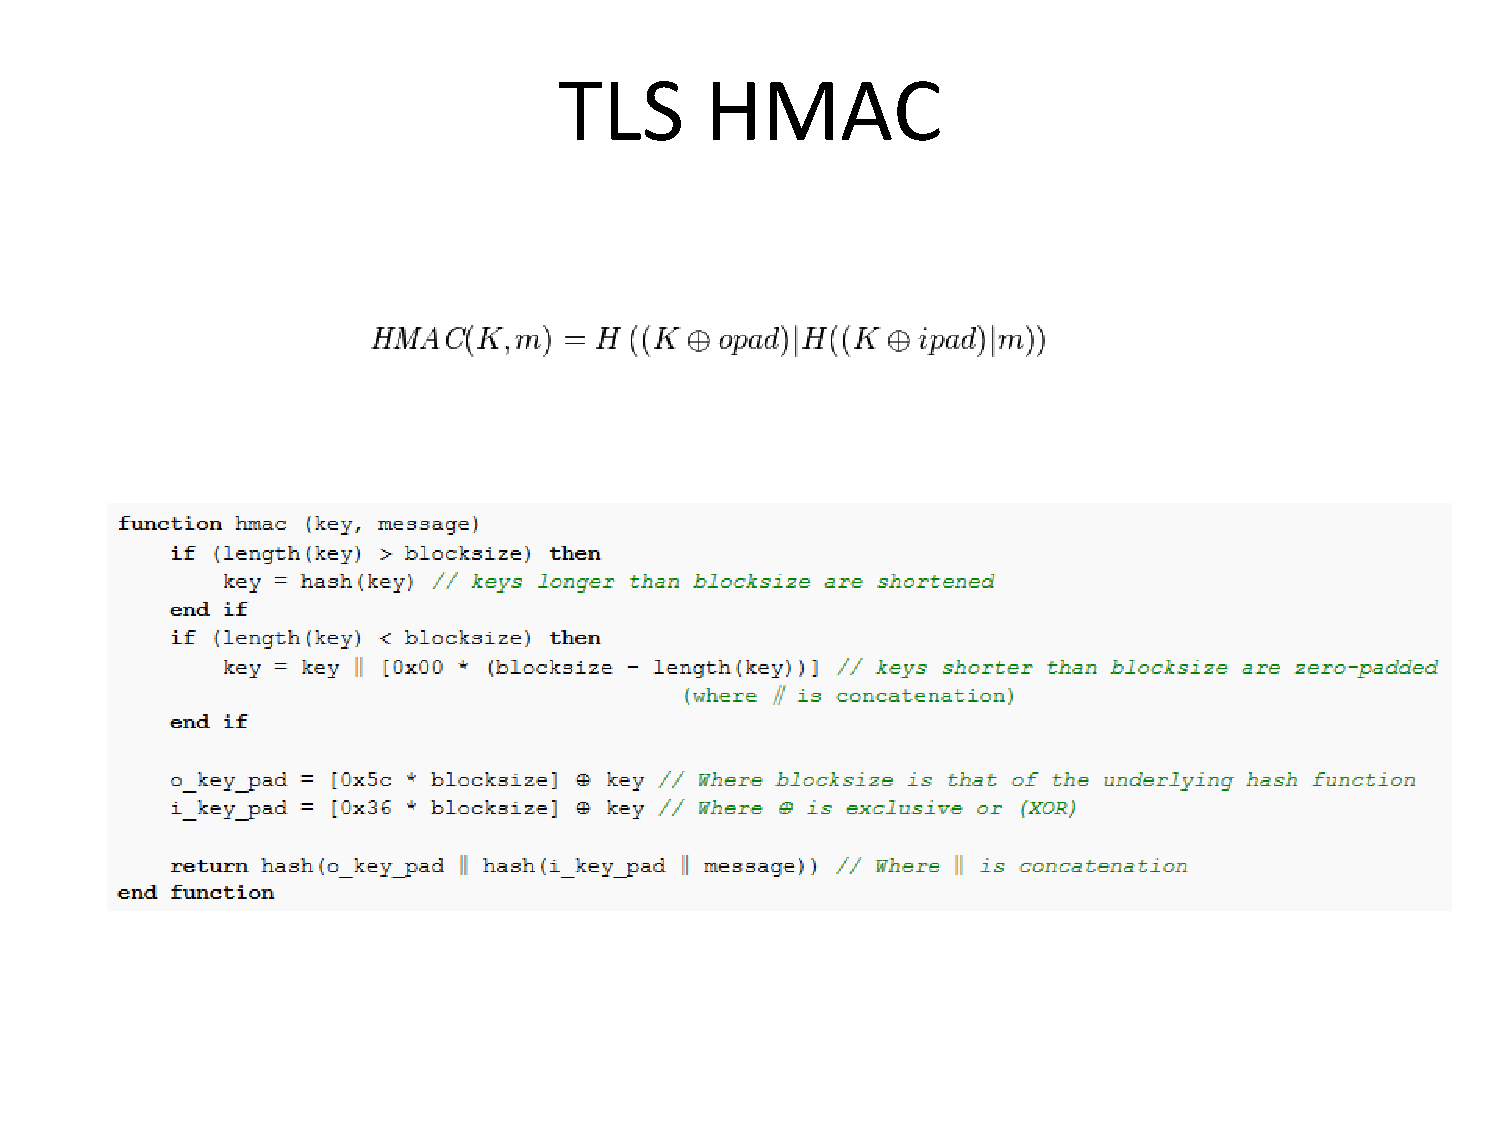 TLS HMAC
HMAC(K, m) = H ((K ⊕ opad)|H((K ⊕ ipad)|m))
function hmac (key, message)
    if (length(key) > blocksize) then
        key = hash(key) // keys longer than blocksize are shortened
    end if
    if (length(key) < blocksize) then
        key = key ∥ [0x00 * (blocksize - length(key))] // keys shorter than blocksize are zero-padded
(where ∥ is concatenation)
    end if
    o_key_pad = [0x5c * blocksize] ⊕ key // Where blocksize is that of the underlying hash function
    i_key_pad = [0x36 * blocksize] ⊕ key // Where ⊕ is exclusive or (XOR)
    return hash(o_key_pad ∥ hash(i_key_pad ∥ message)) // Where ∥ is concatenation
end function